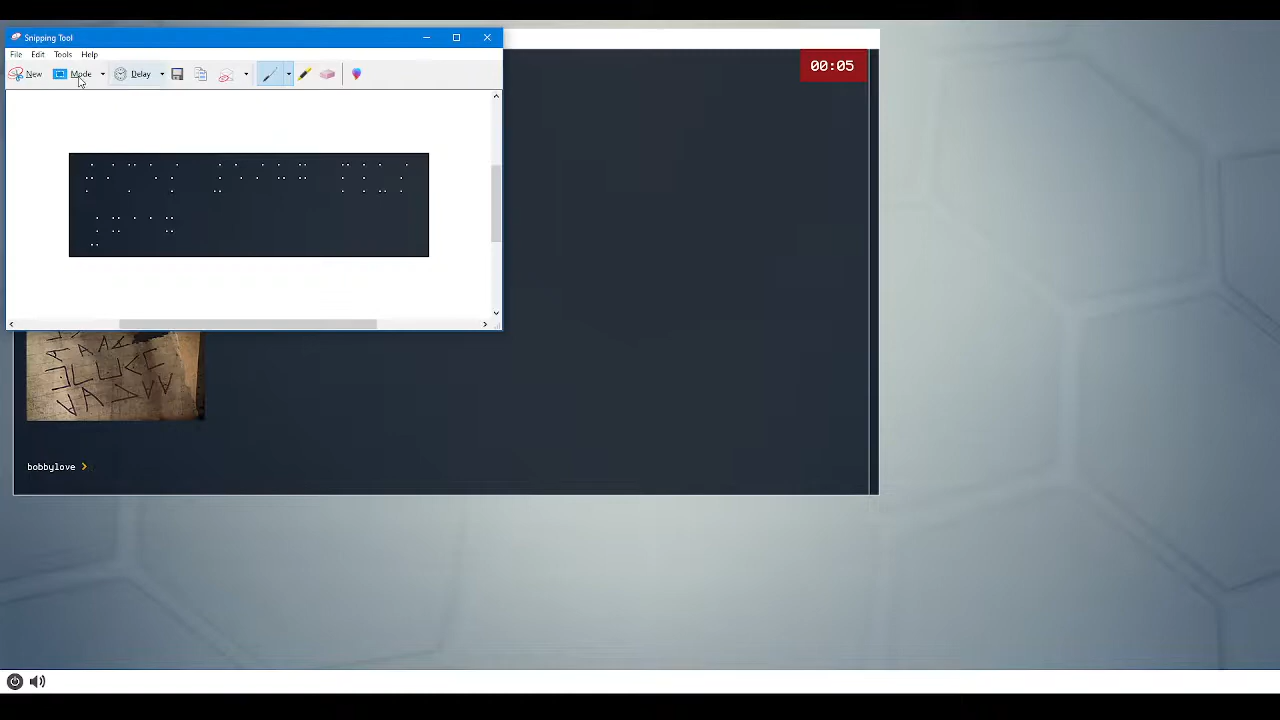 Snipping Tool
File Edit Tools Help
New Mode Delay
00:05
⠞⠊⠍⠑⠎ ⠼⠑⠊⠓⠛ ⠏⠇⠥⠎
⠼⠛⠁⠁⠛
bobbylove >